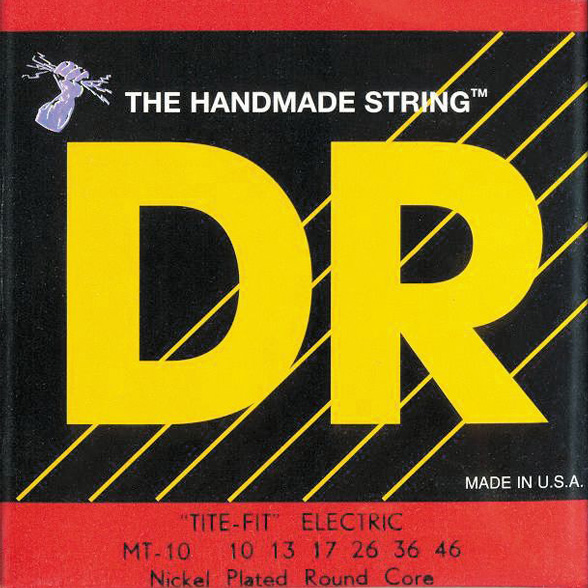 THE HANDMADE STRING™
DR
MADE IN U.S.A.
"TITE-FIT" ELECTRIC
MT-10 10 13 17 26 36 46
Nickel Plated Round Core